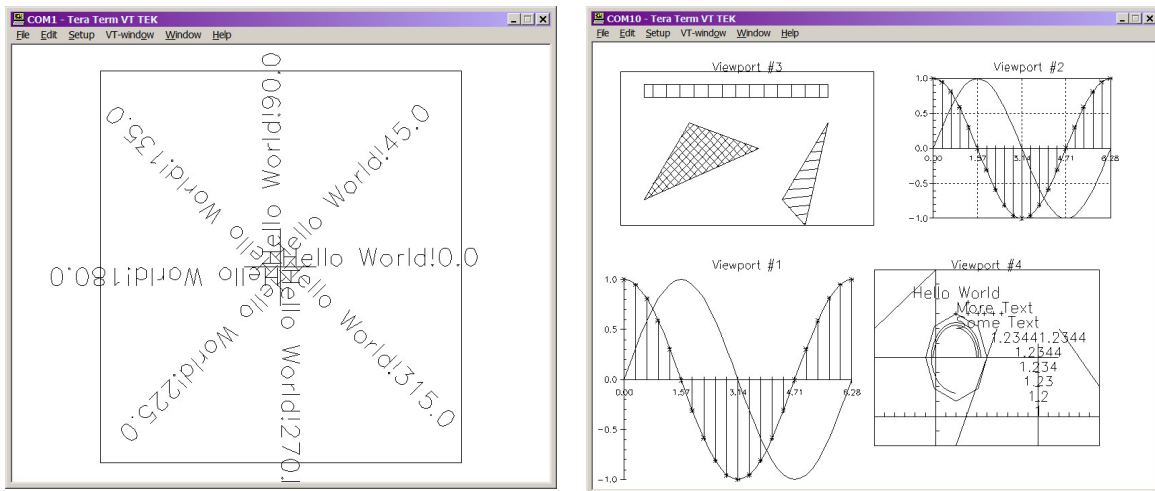 COM1 - Tera Term VT TEK
File Edit Setup VT-window Window Help
Hello World!90.0
Hello World!135.0
Hello World!45.0
Hello World!0.0
Hello World!180.0
Hello World!225.0
Hello World!270.
Hello World!315.0
COM10 - Tera Term VT TEK
File Edit Setup VT-window Window Help
Viewport #3
Viewport #2
1.0
0.5
0.0
0.00 1.57 3.14 4.71 6.28
-0.5
-1.0
Viewport #1
1.0
0.5
0.0
0.00 1.57 3.14 4.71 6.28
-0.5
-1.0
Viewport #4
Hello World
More Text
Some Text
1.23441.2344
1.2344
1.234
1.23
1.2
1